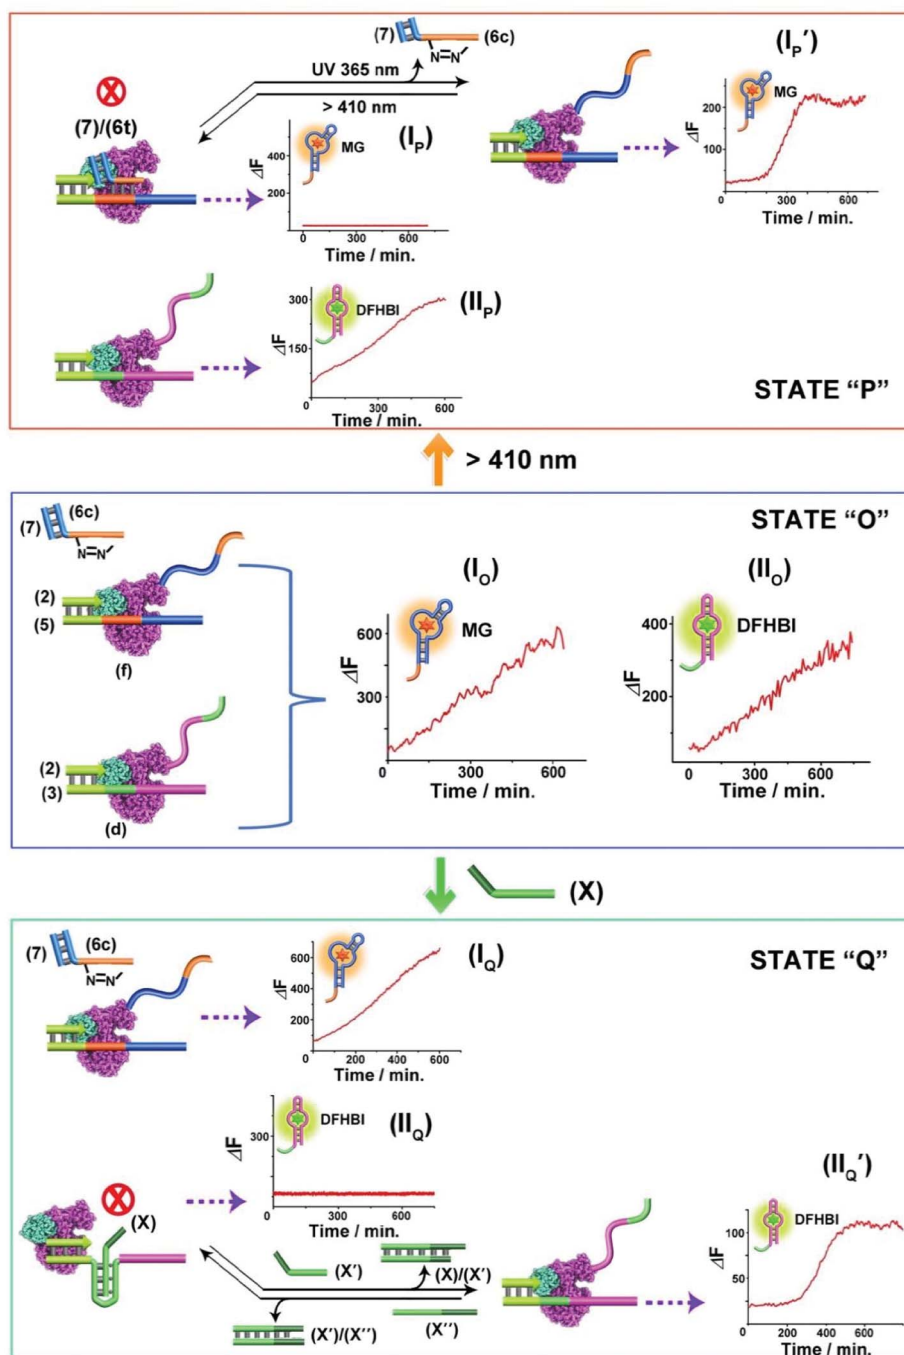 (7)
(6c)
N=N
UV 365 nm
> 410 nm
(7)/(6t)
(I_P)
MG
ΔF
400
200
0
300
600
Time / min.
(I_P')
MG
ΔF
200
100
0
300
600
Time / min.
(II_P)
DFHBI
ΔF
300
150
0
300
600
Time / min.
STATE "P"
> 410 nm
STATE "O"
(7)
(6c)
N=N
(2)
(5)
(f)
(2)
(3)
(d)
(I_O)
MG
ΔF
600
300
0
0
300
600
Time / min.
(II_O)
DFHBI
ΔF
400
200
0
300
600
Time / min.
(X)
STATE "Q"
(7)
(6c)
N=N
(I_Q)
ΔF
600
400
200
0
200
400
600
Time / min.
(II_Q)
DFHBI
ΔF
300
0
300
600
Time / min.
(X)
(X')
(X)/(X')
(X')/(X'')
(X'')
(II_Q')
DFHBI
ΔF
100
50
25
0
200
400
600
800
Time / min.